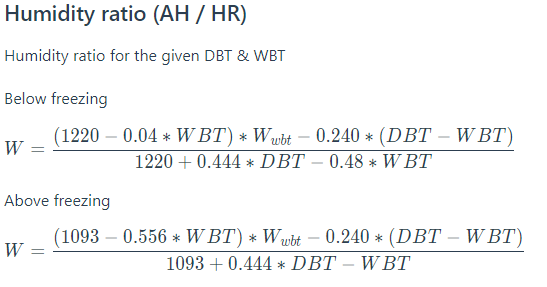 Humidity ratio (AH / HR)
Humidity ratio for the given DBT & WBT
Below freezing
W = \frac{(1220 - 0.04 * WBT) * W_{wbt} - 0.240 * (DBT - WBT)}{1220 + 0.444 * DBT - 0.48 * WBT}
Above freezing
W = \frac{(1093 - 0.556 * WBT) * W_{wbt} - 0.240 * (DBT - WBT)}{1093 + 0.444 * DBT - WBT}